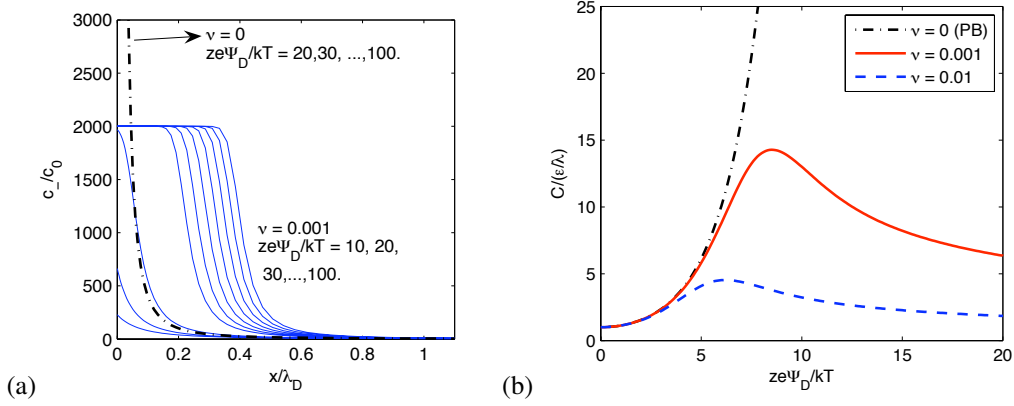 3000
2500
2000
1500
1000
500
0
c₋/c₀
ν = 0
zeΨ_D/kT = 20,30, ...,100.
ν = 0.001
zeΨ_D/kT = 10, 20,
30,...,100.
0 0.2 0.4 0.6 0.8 1
x/λ_D
(a)
25
20
15
10
5
0
C/(ε/λ)
ν = 0 (PB)
ν = 0.001
ν = 0.01
0 5 10 15 20
zeΨ_D/kT
(b)